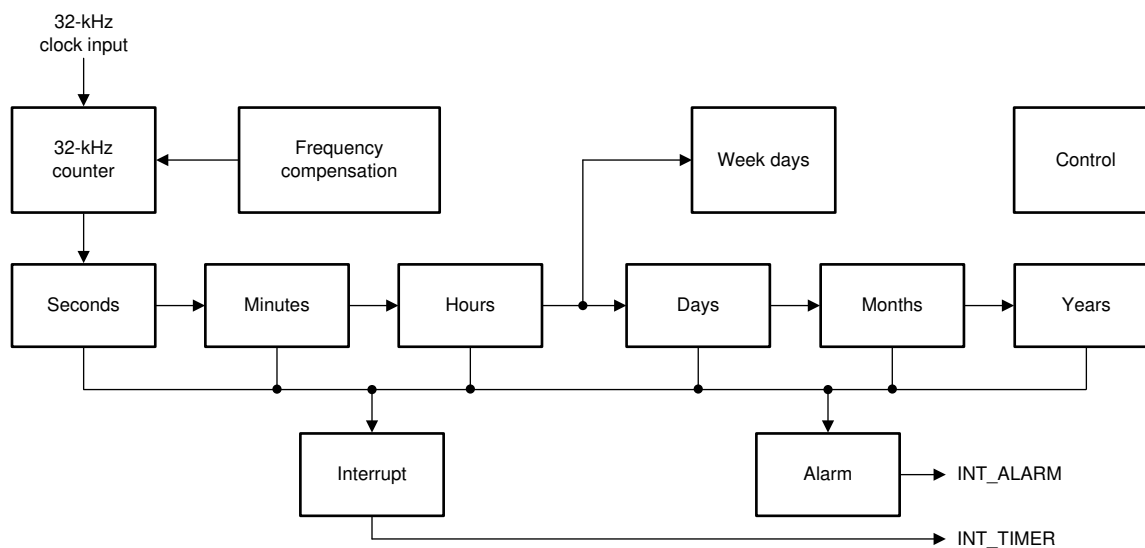 32-kHz
clock input
32-kHz
counter
Frequency
compensation
Week days
Control
Seconds
Minutes
Hours
Days
Months
Years
Interrupt
Alarm
INT_ALARM
INT_TIMER